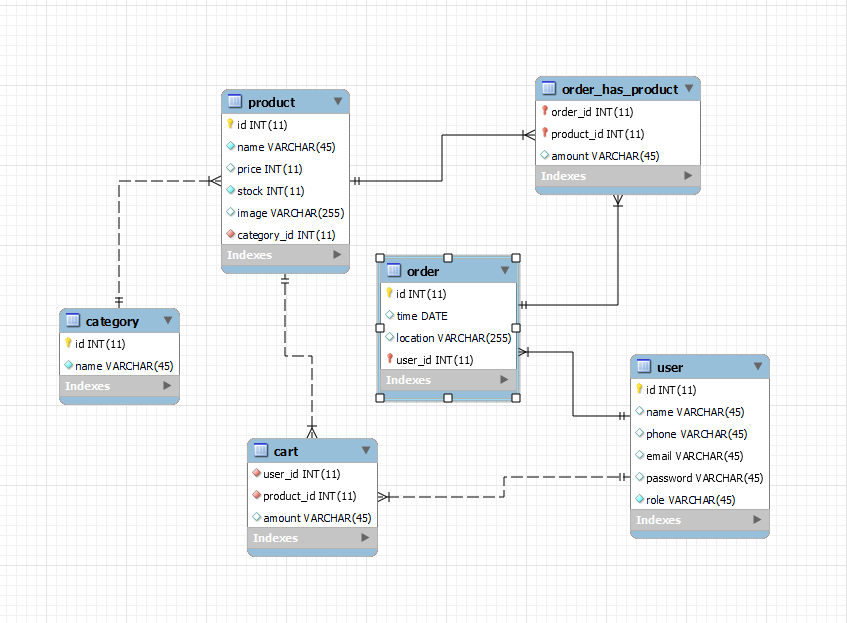 product
id INT(11)
name VARCHAR(45)
price INT(11)
stock INT(11)
image VARCHAR(255)
category_id INT(11)
Indexes
order_has_product
order_id INT(11)
product_id INT(11)
amount VARCHAR(45)
Indexes
order
id INT(11)
time DATE
location VARCHAR(255)
user_id INT(11)
Indexes
category
id INT(11)
name VARCHAR(45)
Indexes
user
id INT(11)
name VARCHAR(45)
phone VARCHAR(45)
email VARCHAR(45)
password VARCHAR(45)
role VARCHAR(45)
Indexes
cart
user_id INT(11)
product_id INT(11)
amount VARCHAR(45)
Indexes